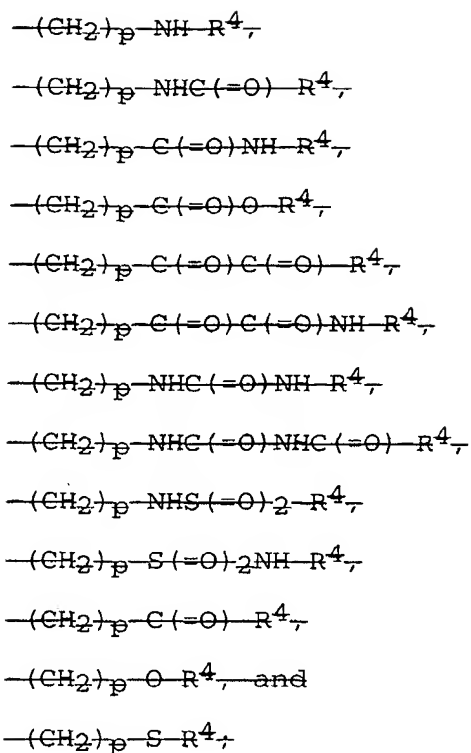 -(CH2)p-NH-R4,
-(CH2)p-NHC(=O)-R4,
-(CH2)p-C(=O)NH-R4,
-(CH2)p-C(=O)O-R4,
-(CH2)p-C(=O)C(=O)-R4,
-(CH2)p-C(=O)C(=O)NH-R4,
-(CH2)p-NHC(=O)NH-R4,
-(CH2)p-NHC(=O)NHC(=O)-R4,
-(CH2)p-NHS(=O)2-R4,
-(CH2)p-S(=O)2NH-R4,
-(CH2)p-C(=O)-R4,
-(CH2)p-O-R4, and
-(CH2)p-S-R4;